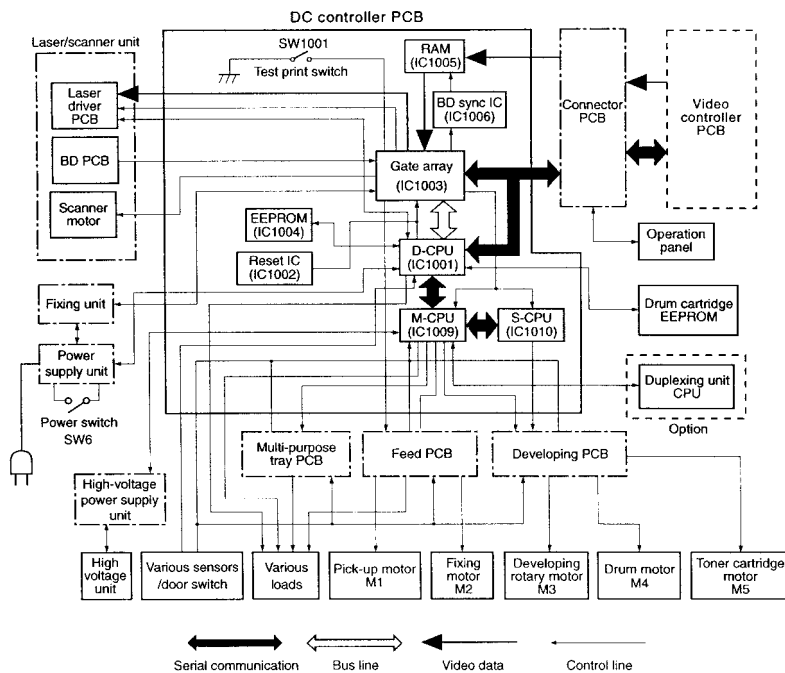 DC controller PCB
Laser/scanner unit
SW1001
Test print switch
RAM
(IC1005)
BD sync IC
(IC1006)
Laser
driver
PCB
BD PCB
Scanner
motor
Gate array
(IC1003)
Connector
PCB
Video
controller
PCB
EEPROM
(IC1004)
Reset IC
(IC1002)
D-CPU
(IC1001)
Operation
panel
Fixing unit
M-CPU
(IC1009)
S-CPU
(IC1010)
Drum cartridge
EEPROM
Power
supply unit
Power switch
SW6
Duplexing unit
CPU
Option
Multi-purpose
tray PCB
Feed PCB
Developing PCB
High-voltage
power supply
unit
High
voltage
unit
Various sensors
/door switch
Various
loads
Pick-up motor
M1
Fixing
motor
M2
Developing
rotary motor
M3
Drum motor
M4
Toner cartridge
motor
M5
Serial communication
Bus line
Video data
Control line